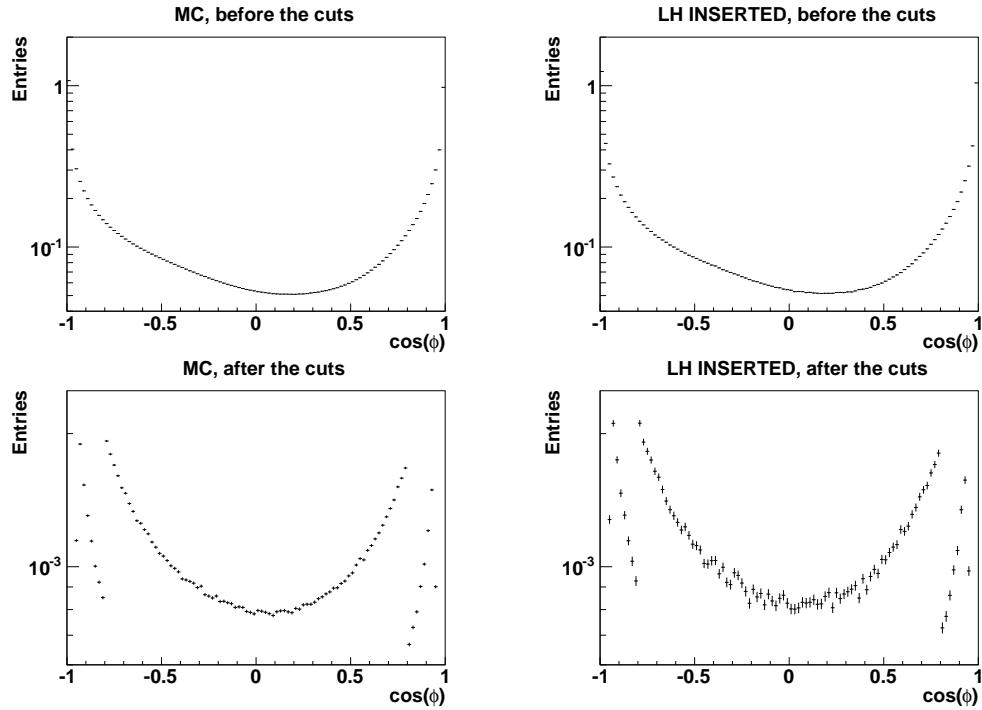 MC, before the cuts
Entries
1
10⁻¹
-1 -0.5 0 0.5 1
cos(ϕ)
LH INSERTED, before the cuts
Entries
1
10⁻¹
-1 -0.5 0 0.5 1
cos(ϕ)
MC, after the cuts
Entries
10⁻³
-1 -0.5 0 0.5 1
cos(ϕ)
LH INSERTED, after the cuts
Entries
10⁻³
-1 -0.5 0 0.5 1
cos(ϕ)